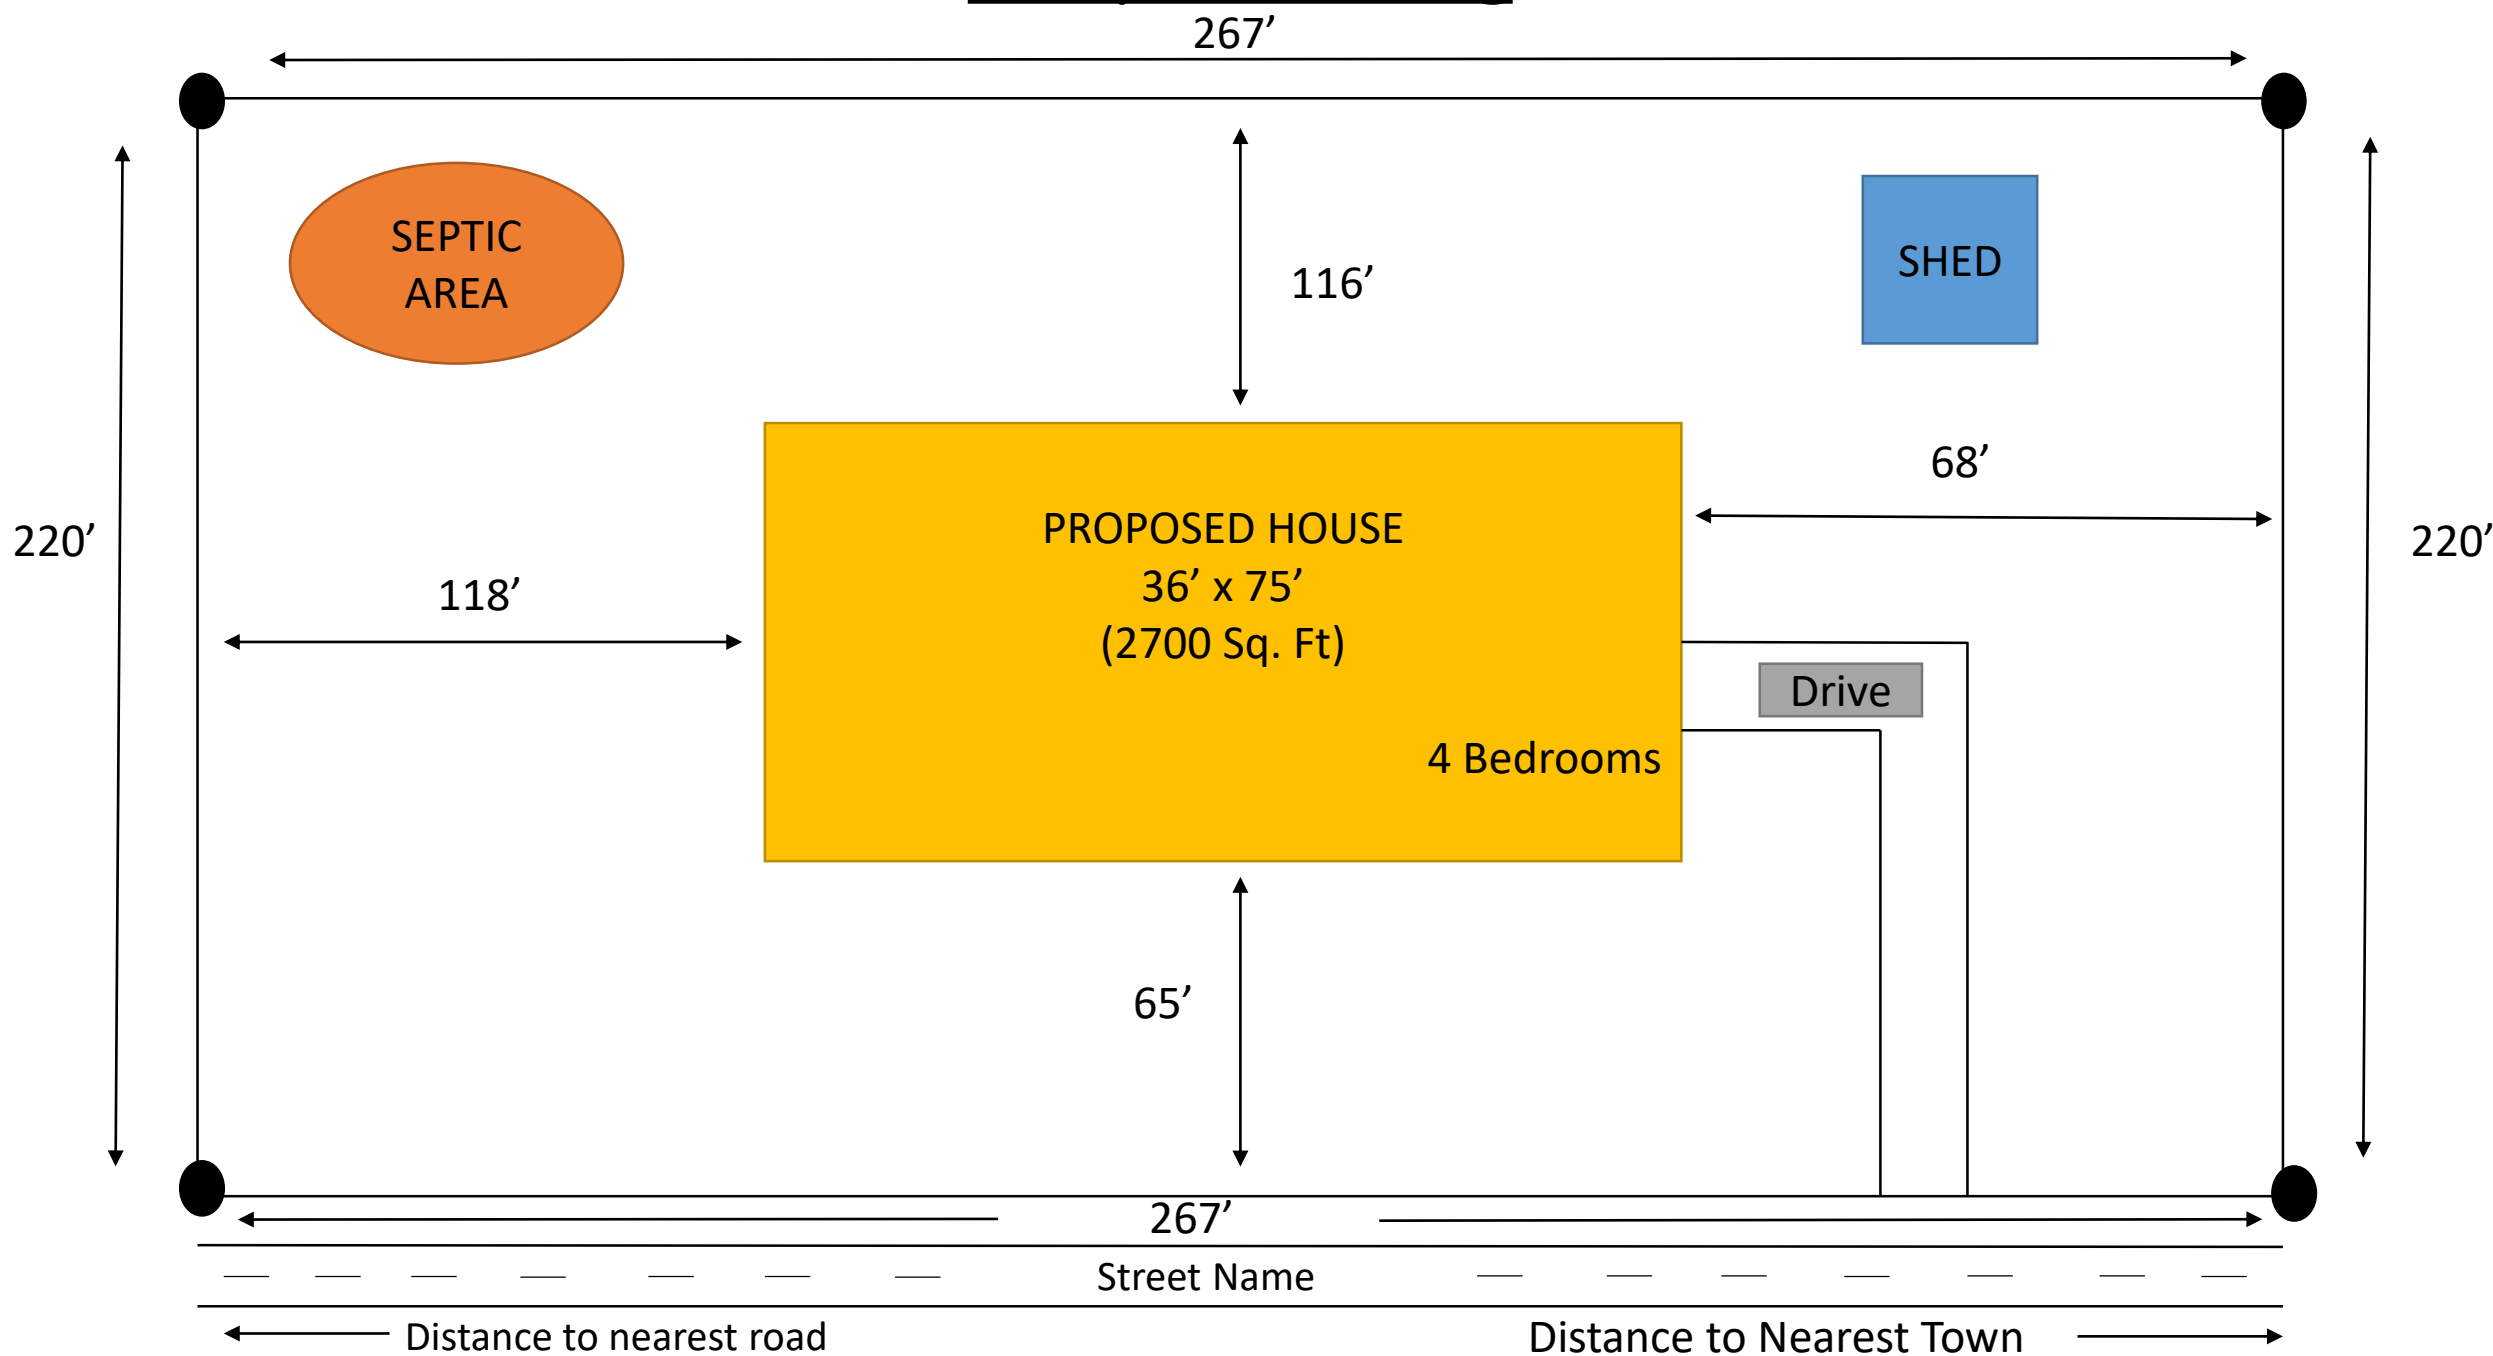 267’
SEPTIC
AREA
SHED
116’
68’
220’
220’
118’
PROPOSED HOUSE
36’ x 75’
(2700 Sq. Ft)
Drive
4 Bedrooms
65’
267’
Street Name
Distance to nearest road
Distance to Nearest Town